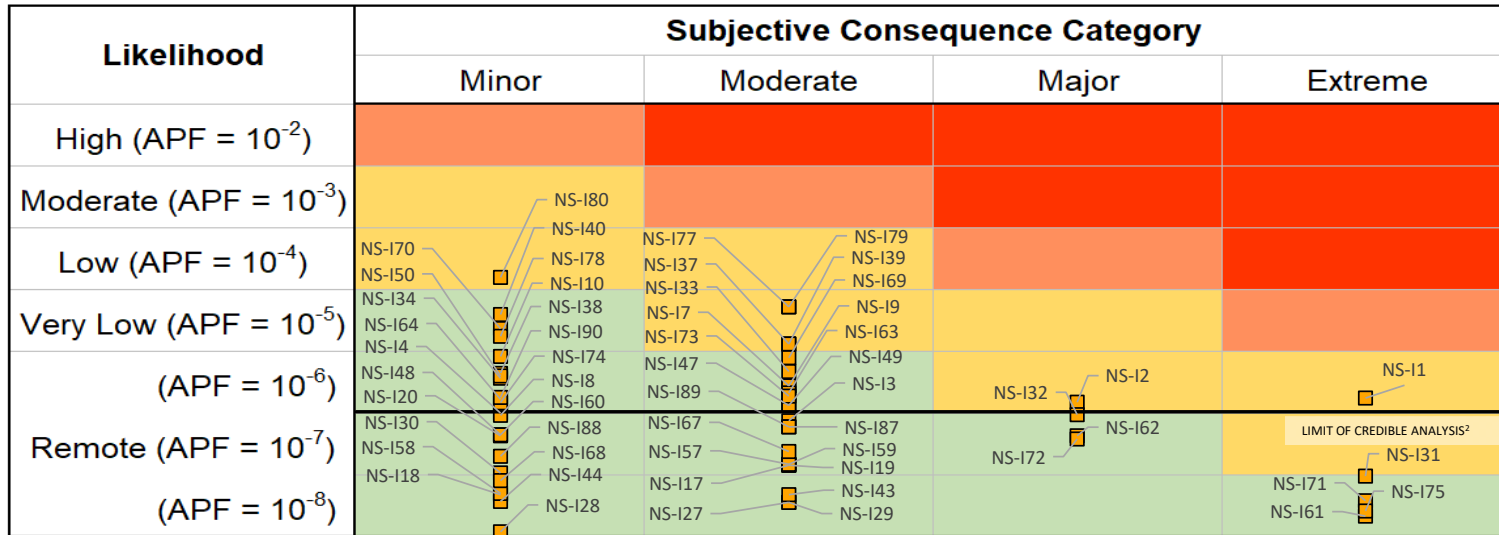 Likelihood
Subjective Consequence Category
Minor
Moderate
Major
Extreme
High (APF = 10⁻²)
Moderate (APF = 10⁻³)
Low (APF = 10⁻⁴)
Very Low (APF = 10⁻⁵)
(APF = 10⁻⁶)
Remote (APF = 10⁻⁷)
(APF = 10⁻⁸)
NS-I80
NS-I40
NS-I70
NS-I78
NS-I50
NS-I10
NS-I34
NS-I38
NS-I64
NS-I90
NS-I4
NS-I74
NS-I48
NS-I8
NS-I20
NS-I60
NS-I30
NS-I88
NS-I58
NS-I68
NS-I18
NS-I44
NS-I28
NS-I77
NS-I79
NS-I37
NS-I39
NS-I33
NS-I69
NS-I7
NS-I9
NS-I73
NS-I63
NS-I47
NS-I49
NS-I89
NS-I3
NS-I67
NS-I87
NS-I57
NS-I59
NS-I17
NS-I19
NS-I43
NS-I27
NS-I29
NS-I2
NS-I32
NS-I62
NS-I72
NS-I1
LIMIT OF CREDIBLE ANALYSIS²
NS-I31
NS-I71
NS-I75
NS-I61